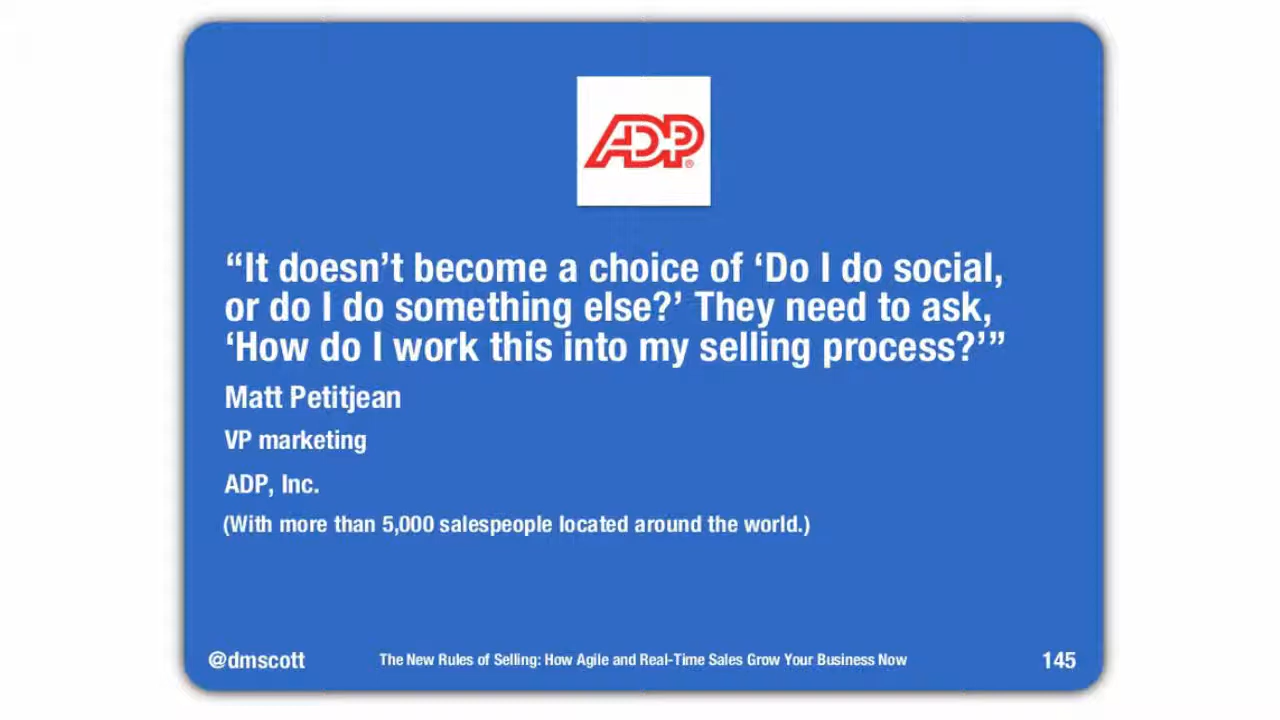 ADP®
“It doesn’t become a choice of ‘Do I do social,
or do I do something else?’ They need to ask,
‘How do I work this into my selling process?’”
Matt Petitjean
VP marketing
ADP, Inc.
(With more than 5,000 salespeople located around the world.)
@dmscott The New Rules of Selling: How Agile and Real-Time Sales Grow Your Business Now 145